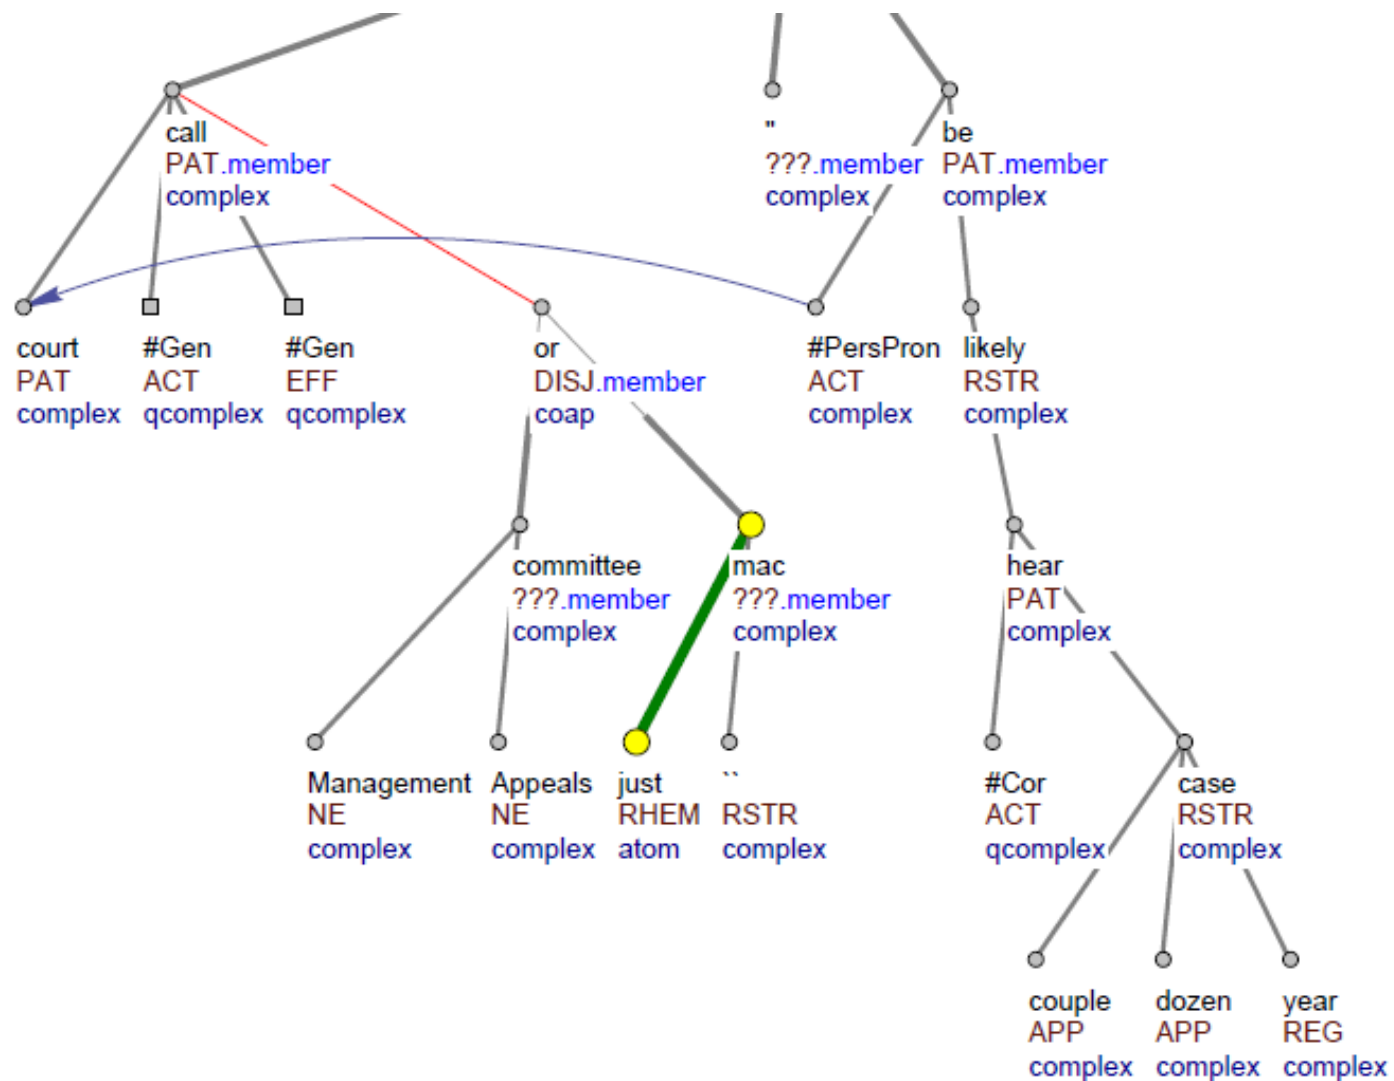 call
PAT.member
complex
"
???.member
complex
be
PAT.member
complex
court
PAT
complex
#Gen
ACT
qcomplex
#Gen
EFF
qcomplex
or
DISJ.member
coap
#PersPron
ACT
complex
likely
RSTR
complex
committee
???.member
complex
mac
???.member
complex
hear
PAT
complex
Management
NE
complex
Appeals
NE
complex
just
RHEM
atom
``
RSTR
complex
#Cor
ACT
qcomplex
case
RSTR
complex
couple
APP
complex
dozen
APP
complex
year
REG
complex